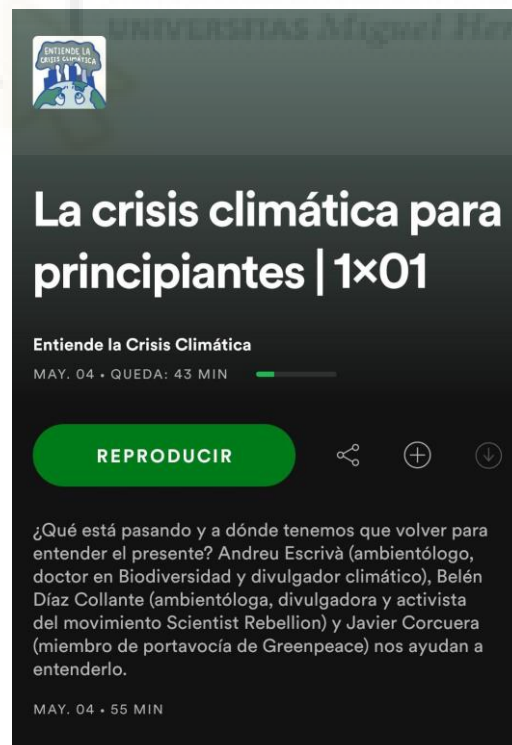 UNIVERSITAS Miguel Her
ENTIENDE LA
CRISIS CLIMÁTICA
La crisis climática para
principiantes | 1×01
Entiende la Crisis Climática
MAY. 04 • QUEDA: 43 MIN
REPRODUCIR
¿Qué está pasando y a dónde tenemos que volver para
entender el presente? Andreu Escrivà (ambientólogo,
doctor en Biodiversidad y divulgador climático), Belén
Díaz Collante (ambientóloga, divulgadora y activista
del movimiento Scientist Rebellion) y Javier Corcuera
(miembro de portavocía de Greenpeace) nos ayudan a
entenderlo.
MAY. 04 • 55 MIN